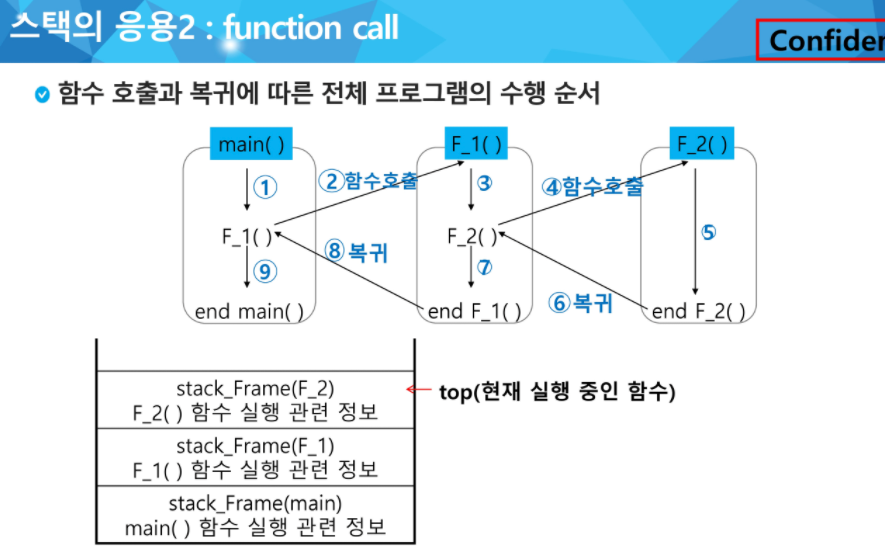 스택의 응용2 : function call
Confiden
함수 호출과 복귀에 따른 전체 프로그램의 수행 순서
main( )
F_1( )
F_2( )
①
②함수호출
③
④함수호출
F_1( )
F_2( )
⑤
⑧복귀
⑨
⑦
⑥복귀
end main( )
end F_1( )
end F_2( )
stack_Frame(F_2)
F_2( ) 함수 실행 관련 정보
top(현재 실행 중인 함수)
stack_Frame(F_1)
F_1( ) 함수 실행 관련 정보
stack_Frame(main)
main( ) 함수 실행 관련 정보